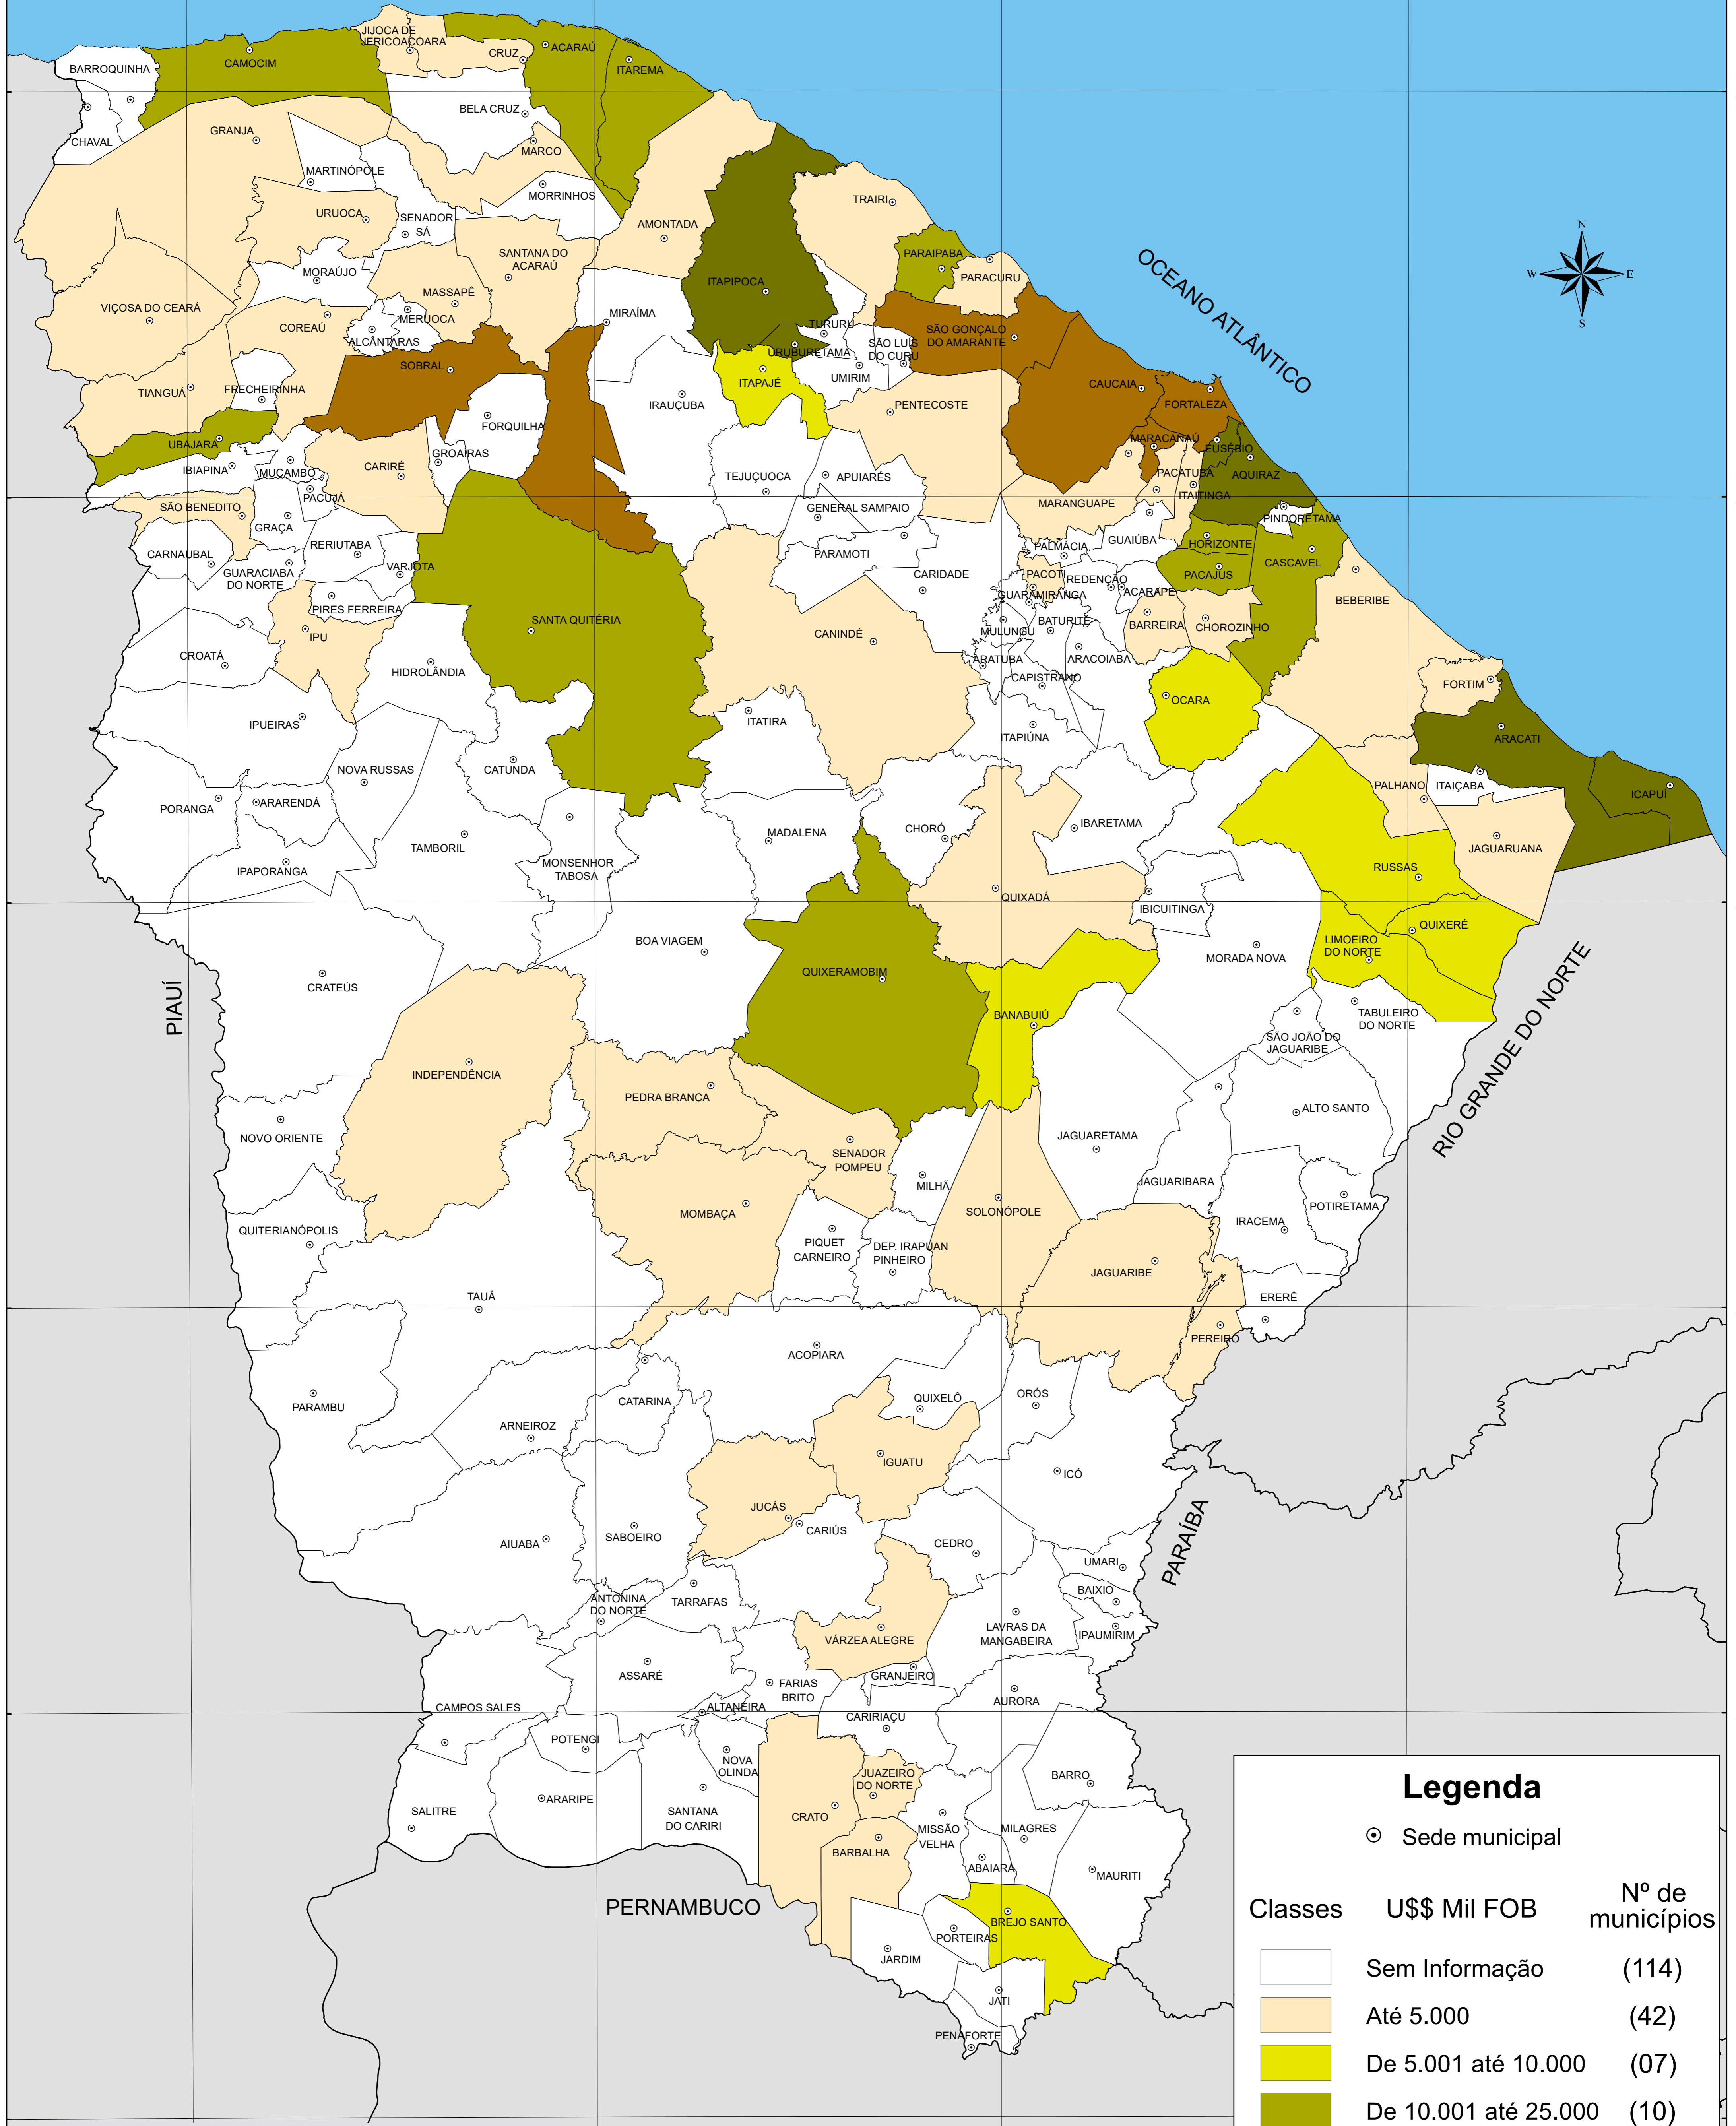 JIJOCA DE
JERICOACOARA
CRUZ
ACARAÚ
CAMOCIM
BARROQUINHA
ITAREMA
BELA CRUZ
CHAVAL
GRANJA
MARCO
MARTINÓPOLE
MORRINHOS
URUOCA
SENADOR
SÁ
AMONTADA
TRAIRI
SANTANA DO
ACARAÚ
PARAIPABA
PARACURU
OCEANO ATLÂNTICO
N
W
E
S
MORAÚJO
MASSAPÊ
ITAPIPOCA
VIÇOSA DO CEARÁ
COREAÚ
MERUOCA
ALCÂNTARAS
MIRAÍMA
TURURU
URUBURETAMA
SÃO LUÍS
DO CURU
SÃO GONÇALO
DO AMARANTE
SOBRAL
UMIRIM
ITAPAJÉ
CAUCAIA
TIANGUÁ
FRECHEIRINHA
IRAUÇUBA
PENTECOSTE
FORTALEZA
FORQUILHA
UBAJARA
MARACANAÚ
EUSÉBIO
GROAÍRAS
IBIAPINA
MUCAMBO
CARIRÉ
TEJUÇUOCA
APUIARÉS
PACATUBA
AQUIRAZ
PACUJÁ
ITAITINGA
SÃO BENEDITO
GENERAL SAMPAIO
MARANGUAPE
PINDORETAMA
GRAÇA
CARNAUBAL
RERIUTABA
PARAMOTI
PALMÁCIA
GUAIÚBA
HORIZONTE
GUARACIABA
DO NORTE
VARJOTA
CARIDADE
PACOTI
REDENÇÃO
PACAJUS
CASCAVEL
GUARAMIRANGA
ACARAPE
PIRES FERREIRA
BEBERIBE
SANTA QUITÉRIA
IPU
CANINDÉ
MULUNGU
BATURITÉ
BARREIRA
CHOROZINHO
CROATÁ
HIDROLÂNDIA
ARATUBA
ARACOIABA
CAPISTRANO
FORTIM
OCARA
IPUEIRAS
ITATIRA
ITAPIÚNA
ARACATI
NOVA RUSSAS
CATUNDA
PALHANO
ITAIÇABA
ICAPUÍ
PORANGA
ARARENDÁ
MADALENA
CHORÓ
IBARETAMA
TAMBORIL
JAGUARUANA
IPAPORANGA
MONSENHOR
TABOSA
RUSSAS
QUIXADÁ
IBICUITINGA
QUIXERÉ
BOA VIAGEM
LIMOEIRO
DO NORTE
MORADA NOVA
QUIXERAMOBIM
CRATEÚS
PIAUÍ
BANABUIÚ
TABULEIRO
DO NORTE
SÃO JOÃO DO
JAGUARIBE
RIO GRANDE DO NORTE
INDEPENDÊNCIA
PEDRA BRANCA
ALTO SANTO
NOVO ORIENTE
JAGUARETAMA
SENADOR
POMPEU
MILHÃ
JAGUARIBARA
POTIRETAMA
MOMBAÇA
SOLONÓPOLE
IRACEMA
QUITERIANÓPOLIS
PIQUET
CARNEIRO
DEP. IRAPUAN
PINHEIRO
JAGUARIBE
TAUÁ
ERERÊ
PEREIRO
ACOPIARA
PARAMBU
CATARINA
QUIXELÔ
ORÓS
ARNEIROZ
IGUATU
ICÓ
JUCÁS
CARIÚS
SABOEIRO
AIUABA
CEDRO
PARAÍBA
UMARI
BAIXIO
ANTONINA
DO NORTE
TARRAFAS
LAVRAS DA
MANGABEIRA
IPAUMIRIM
VÁRZEA ALEGRE
ASSARÉ
GRANJEIRO
FARIAS
BRITO
AURORA
CAMPOS SALES
ALTANEIRA
CARIRIAÇU
POTENGI
NOVA
OLINDA
JUAZEIRO
DO NORTE
BARRO
ARARIPE
SALITRE
SANTANA
DO CARIRI
CRATO
MISSÃO
VELHA
MILAGRES
BARBALHA
ABAIARA
MAURITI
PERNAMBUCO
BREJO SANTO
PORTEIRAS
JARDIM
JATI
PENAFORTE
Legenda
Sede municipal
Classes
U$$ Mil FOB
Nº de
municípios
Sem Informação
(114)
Até 5.000
(42)
De 5.001 até 10.000
(07)
De 10.001 até 25.000
(10)